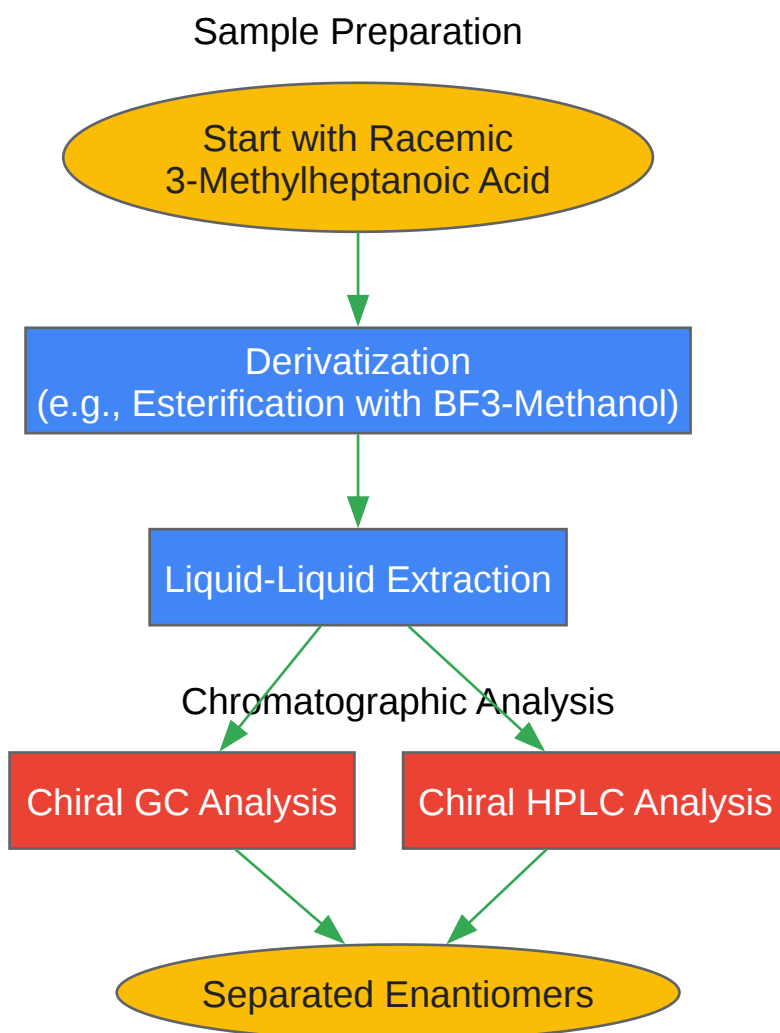 Sample Preparation
Start with Racemic
3-Methylheptanoic Acid
Derivatization
(e.g., Esterification with BF3-Methanol)
Liquid-Liquid Extraction
Chromatographic Analysis
Chiral GC Analysis
Chiral HPLC Analysis
Separated Enantiomers